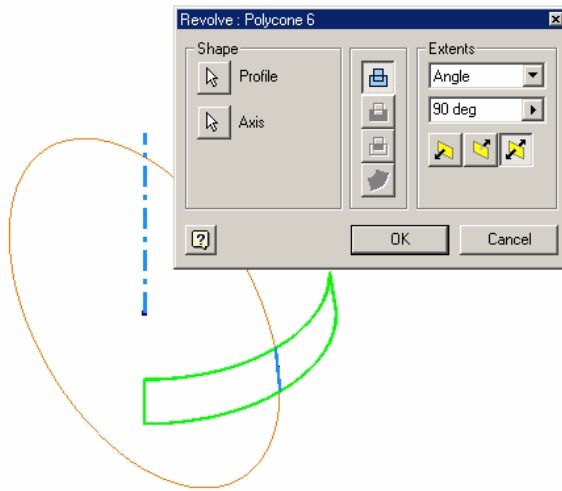 Revolve : Polycone 6
Shape
Profile
Axis
Extents
Angle
90 deg
?
OK
Cancel